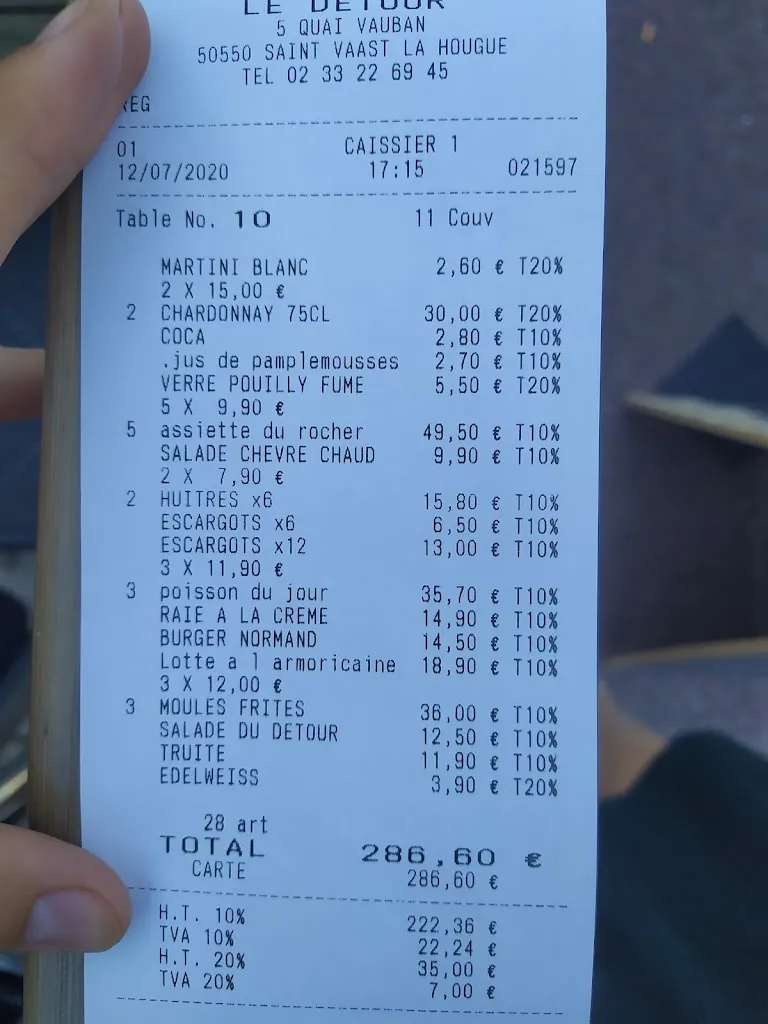 LE DETOUR
5 QUAI VAUBAN
50550 SAINT VAAST LA HOUGUE
TEL 02 33 22 69 45
REG
01 CAISSIER 1
12/07/2020 17:15 021597
Table No. 10 11 Couv
MARTINI BLANC 2,60 € T20%
2 X 15,00 €
2 CHARDONNAY 75CL 30,00 € T20%
COCA 2,80 € T10%
.jus de pamplemousses 2,70 € T10%
VERRE POUILLY FUME 5,50 € T20%
5 X 9,90 €
5 assiette du rocher 49,50 € T10%
SALADE CHEVRE CHAUD 9,90 € T10%
2 X 7,90 €
2 HUITRES x6 15,80 € T10%
ESCARGOTS x6 6,50 € T10%
ESCARGOTS x12 13,00 € T10%
3 X 11,90 €
3 poisson du jour 35,70 € T10%
RAIE A LA CREME 14,90 € T10%
BURGER NORMAND 14,50 € T10%
Lotte a l armoricaine 18,90 € T10%
3 X 12,00 €
3 MOULES FRITES 36,00 € T10%
SALADE DU DETOUR 12,50 € T10%
TRUITE 11,90 € T10%
EDELWEISS 3,90 € T20%
28 art
TOTAL 286,60 €
CARTE 286,60 €
H.T. 10% 222,36 €
TVA 10% 22,24 €
H.T. 20% 35,00 €
TVA 20% 7,00 €